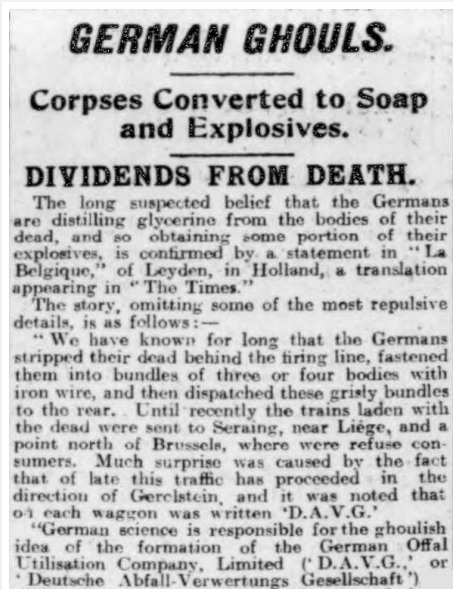 GERMAN GHOULS.
Corpses Converted to Soap
and Explosives.
DIVIDENDS FROM DEATH.
The long suspected belief that the Germans
are distilling glycerine from the bodies of their
dead, and so obtaining some portion of their
explosives, is confirmed by a statement in "La
Belgique," of Leyden, in Holland, a translation
appearing in "The Times."
The story, omitting some of the most repulsive
details, is as follows:—
"We have known for long that the Germans
stripped their dead behind the firing line, fastened
them into bundles of three or four bodies with
iron wire, and then dispatched these grisly bundles
to the rear. Until recently the trains laden with
the dead were sent to Seraing, near Liége, and a
point north of Brussels, where were refuse con-
sumers. Much surprise was caused by the fact
that of late this traffic has proceeded in the
direction of Gerclstein, and it was noted that
on each waggon was written 'D.A.V.G.'
"German science is responsible for the ghoulish
idea of the formation of the German Offal
Utilisation Company, Limited ('D.A.V.G.,' or
'Deutsche Abfall-Verwertungs Gesellschaft')